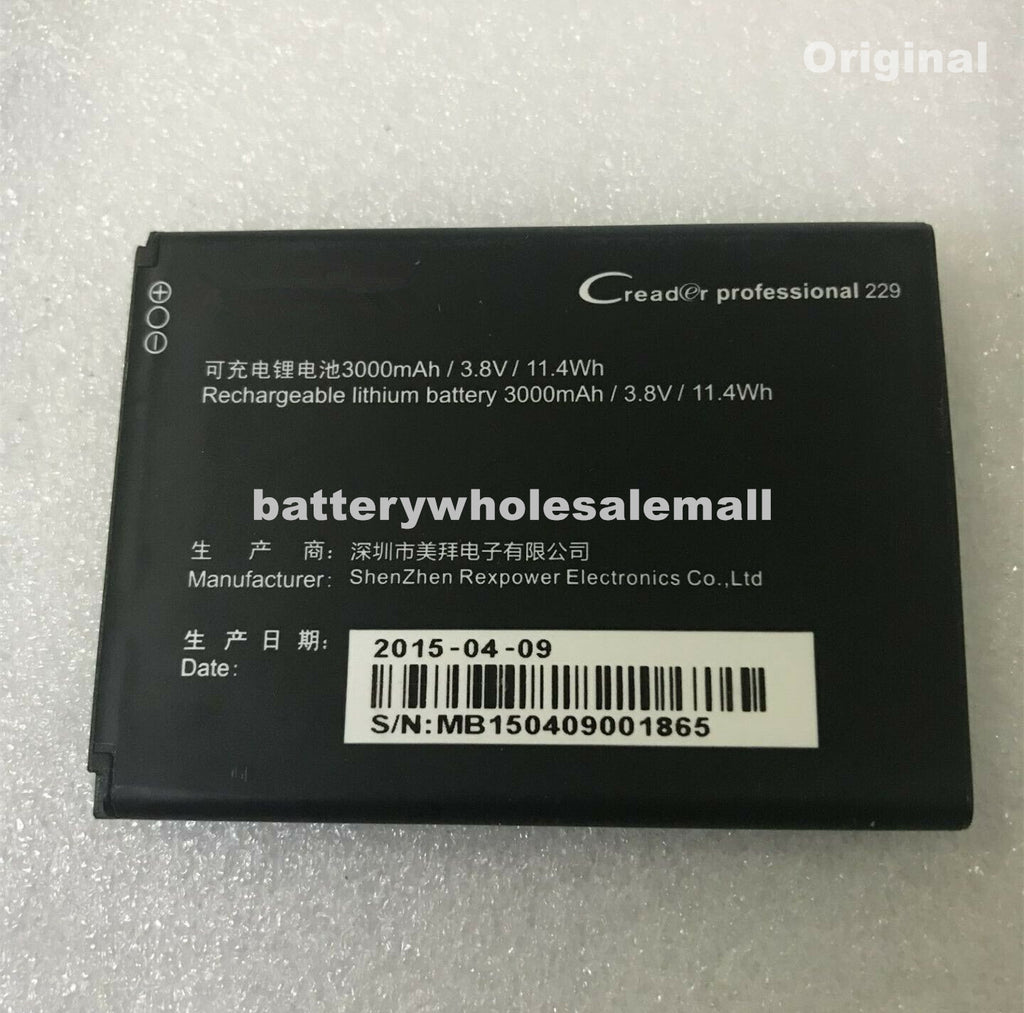 Original
Creader professional 229
可充电锂电池3000mAh / 3.8V / 11.4Wh
Rechargeable lithium battery 3000mAh / 3.8V / 11.4Wh
batterywholesalemall
生 产 商: 深圳市美拜电子有限公司
Manufacturer: ShenZhen Rexpower Electronics Co.,Ltd
生 产 日 期:
Date:
2015-04-09
S/N:MB150409001865